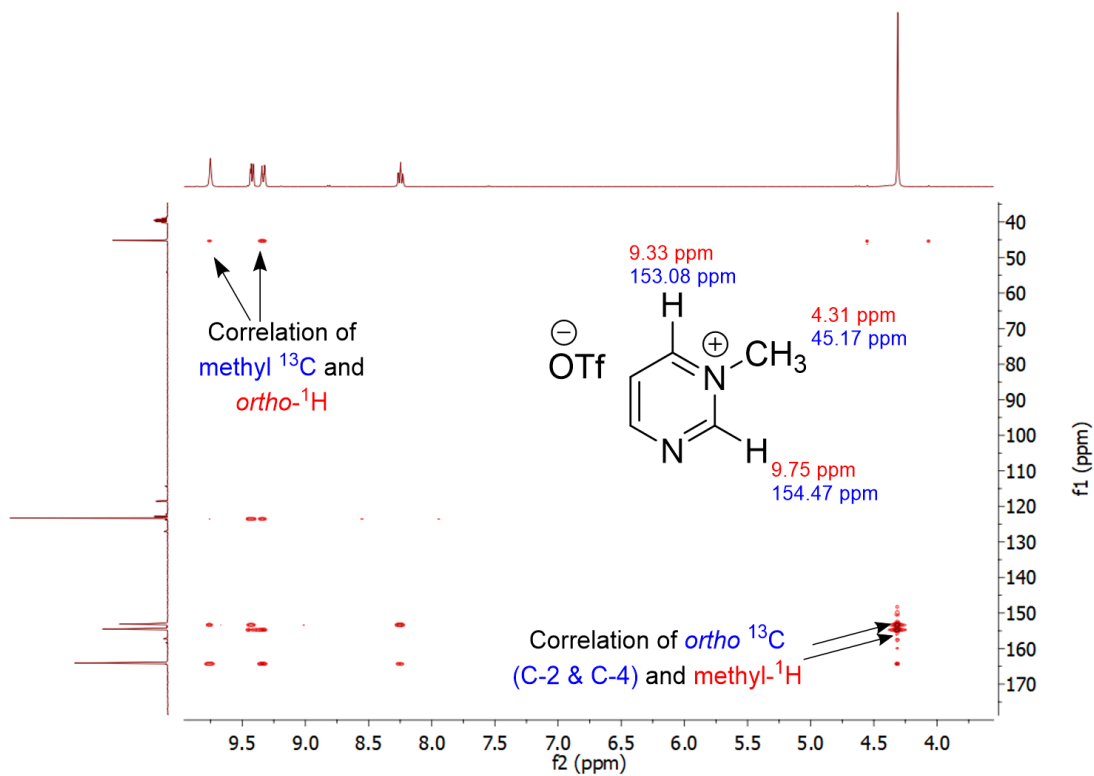 40
50
60
70
80
90
100
110
120
130
140
150
160
170
f1 (ppm)
9.5
9.0
8.5
8.0
7.5
7.0
6.5
6.0
5.5
5.0
4.5
4.0
f2 (ppm)
Correlation of
methyl ¹³C and
ortho-¹H
9.33 ppm
153.08 ppm
H
4.31 ppm
45.17 ppm
⊖
OTf
⊕
N
CH₃
N
H
9.75 ppm
154.47 ppm
Correlation of ortho ¹³C
(C-2 & C-4) and methyl-¹H